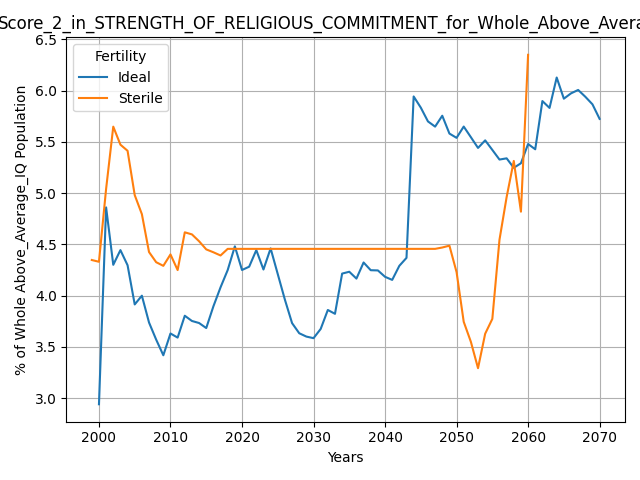 Score_2_in_STRENGTH_OF_RELIGIOUS_COMMITMENT_for_Whole_Above_Avera
6.5
6.0
5.5
5.0
4.5
4.0
3.5
3.0
% of Whole Above_Average_IQ Population
Fertility
Ideal
Sterile
2000 2010 2020 2030 2040 2050 2060 2070
Years